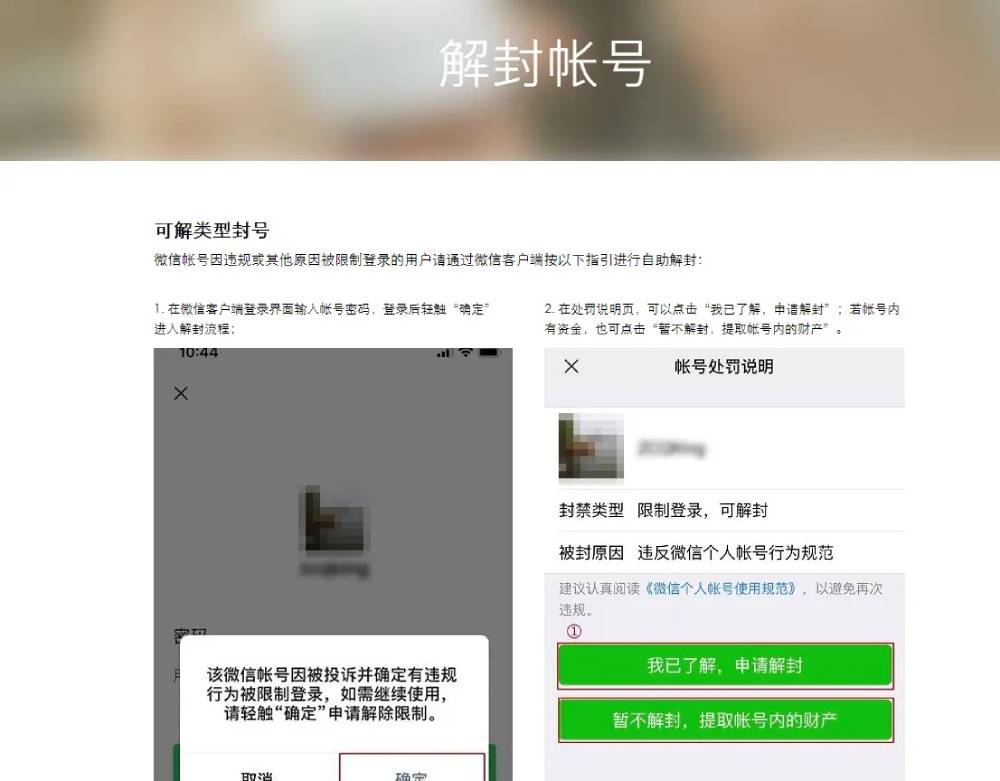 解封帐号
可解类型封号
微信帐号因违规或其他原因被限制登录的用户请通过微信客户端按以下指引进行自助解封：
1. 在微信客户端登录界面输入帐号密码，登录后轻触“确定”
进入解封流程；
10:44
密码
该微信帐号因被投诉并确定有违规
行为被限制登录，如需继续使用，
请轻触“确定”申请解除限制。
取消
确定
2. 在处罚说明页，可以点击“我已了解，申请解封”；若帐号内
有资金，也可点击“暂不解封，提取帐号内的财产”。
帐号处罚说明
封禁类型 限制登录，可解封
被封原因 违反微信个人帐号行为规范
建议认真阅读《微信个人帐号使用规范》，以避免再次
违规。
①
我已了解，申请解封
暂不解封，提取帐号内的财产